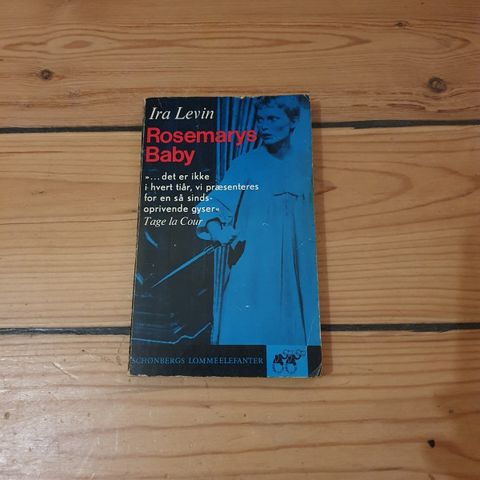 Ira Levin
Rosemarys
Baby
»...det er ikke
i hvert tiår, vi præsenteres
for en så sinds-
oprivende gyser«
Tage la Cour
SCHØNBERGS LOMMEELEFANTER